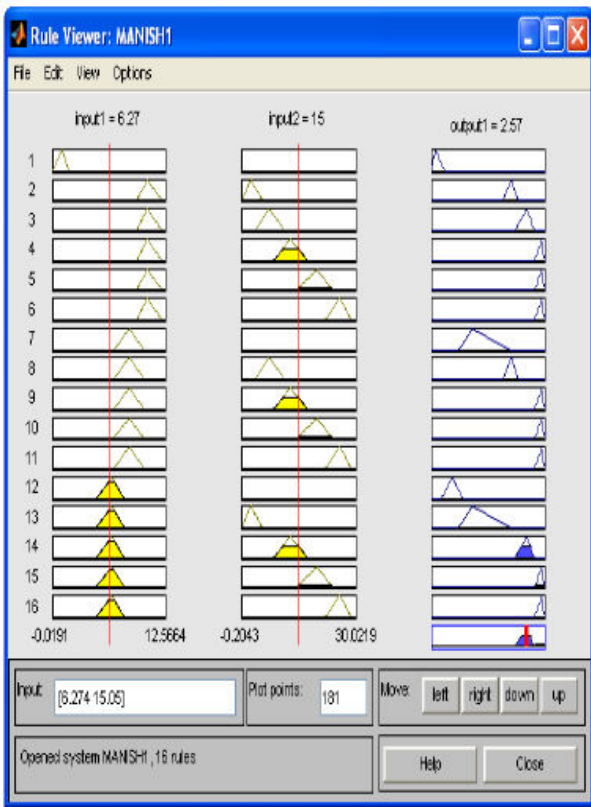 Rule Viewer: MANISH1
File Edit View Options
input1 = 6.27 input2 = 15 output1 = 2.57
1
2
3
4
5
6
7
8
9
10
11
12
13
14
15
16
-0.0191 12.5664 -0.2043 30.0219
Input: [6.274 15.05] Plot points: 181 Move: left right down up
Opened system MANISH1, 16 rules Help Close